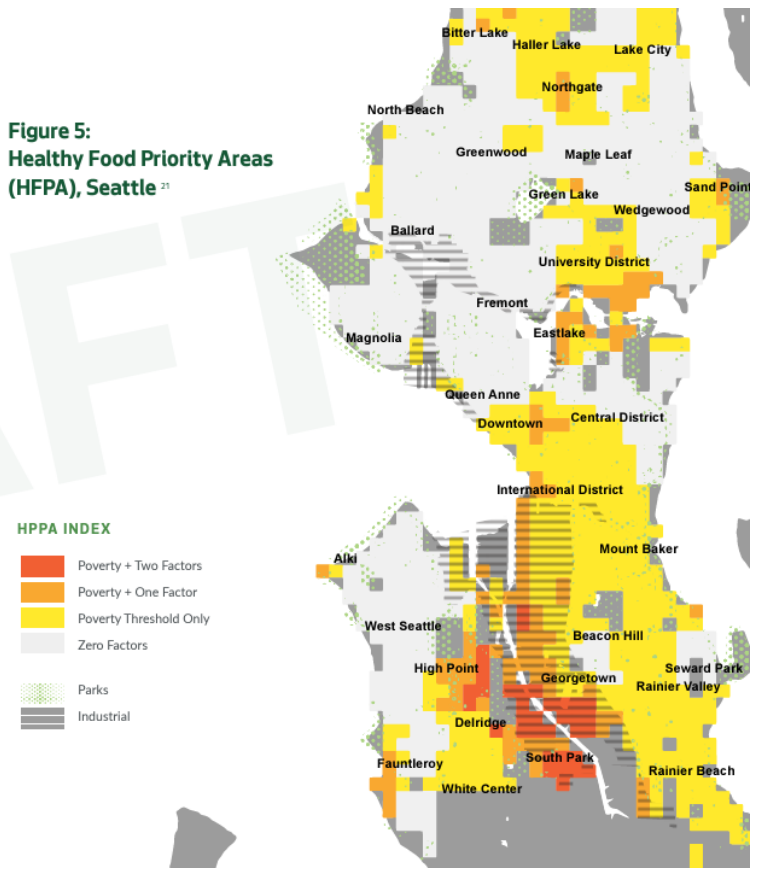 Figure 5:
Healthy Food Priority Areas
(HFPA), Seattle 21
AFT
HPPA INDEX
Poverty + Two Factors
Poverty + One Factor
Poverty Threshold Only
Zero Factors
Parks
Industrial
Bitter Lake
Haller Lake
Lake City
Northgate
North Beach
Greenwood
Maple Leaf
Green Lake
Sand Point
Wedgewood
Ballard
University District
Fremont
Eastlake
Magnolia
Queen Anne
Downtown
Central District
International District
Mount Baker
Alki
West Seattle
Beacon Hill
High Point
Georgetown
Seward Park
Rainier Valley
Delridge
South Park
Fauntleroy
Rainier Beach
White Center